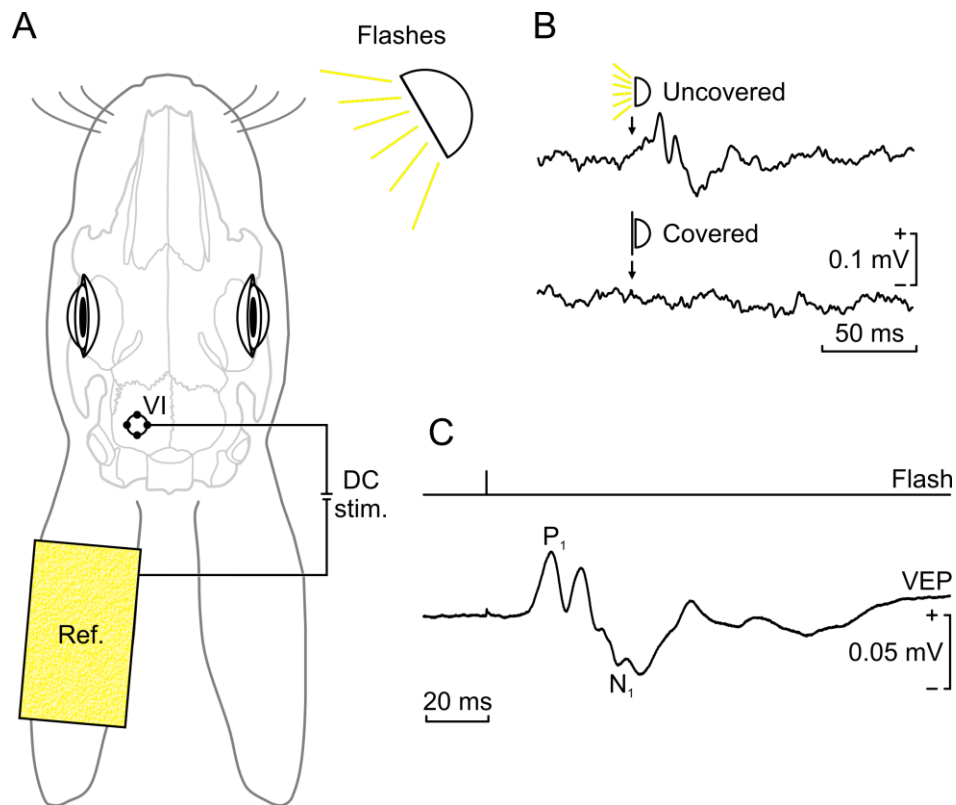 A
Flashes
VI
DC
stim.
Ref.
B
Uncovered
Covered
+
0.1 mV
−
50 ms
C
Flash
P₁
VEP
+
0.05 mV
−
N₁
20 ms